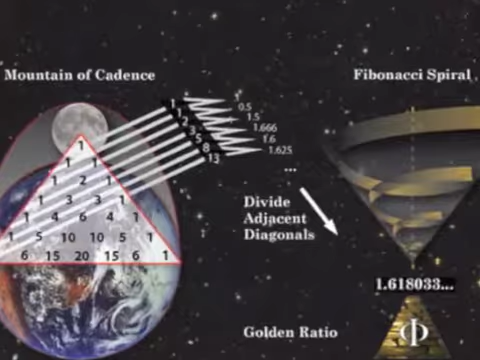 Mountain of Cadence
Fibonacci Spiral
1
1 1
1 2 1
1 3 3 1
1 4 6 4 1
1 5 10 10 5 1
6 15 20 15 6 1
1
1
2
3
5
8
13
0.5
1.5
1.666
1.6
1.625
...
Divide
Adjacent
Diagonals
1.618033...
Golden Ratio
Φ